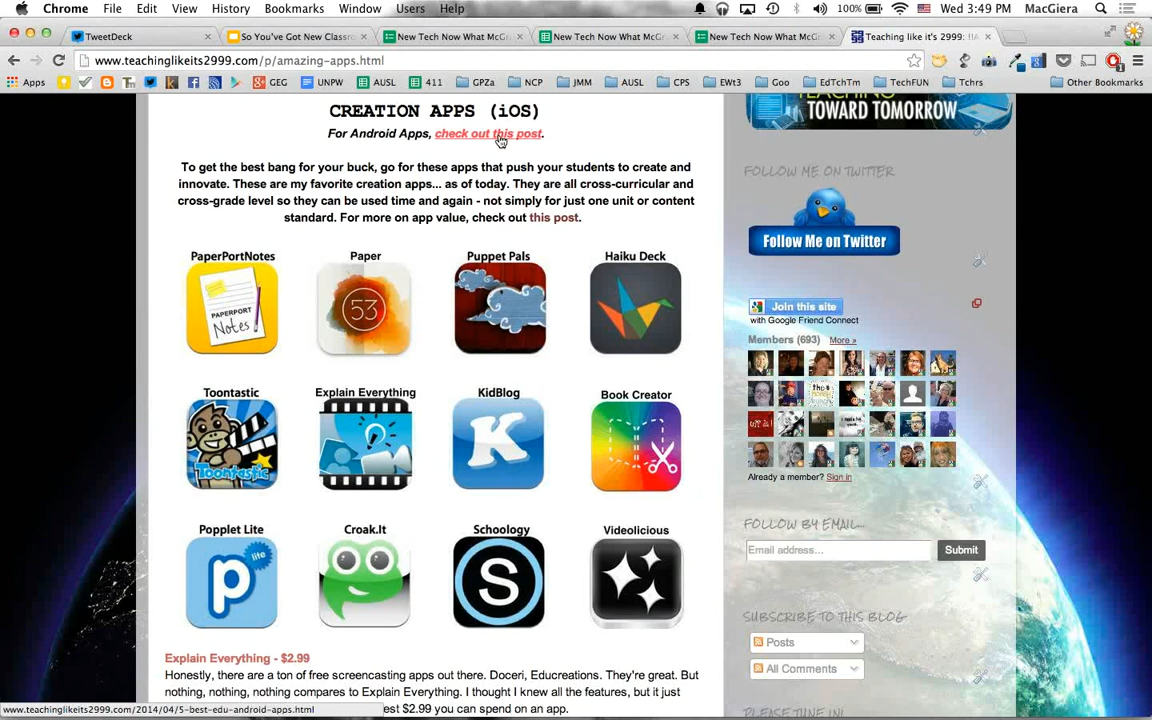 Chrome File Edit View History Bookmarks Window Users Help 100% Wed 3:49 PM MacGiera
TweetDeck So You've Got New Classr New Tech Now What McGr New Tech Now What McGr New Tech Now What McGr Teaching like it's 2999: !!A
www.teachinglikeits2999.com/p/amazing-apps.html
Apps GEG UNPW AUSL 411 GPZa NCP JMM AUSL CPS EWt3 Goo EdTchTm TechFUN Tchrs Other Bookmarks
CREATION APPS (iOS)
For Android Apps, check out this post.
To get the best bang for your buck, go for these apps that push your students to create and
innovate. These are my favorite creation apps... as of today. They are all cross-curricular and
cross-grade level so they can be used time and again - not simply for just one unit or content
standard. For more on app value, check out this post.
PaperPortNotes Paper Puppet Pals Haiku Deck
PAPERPORT
Notes
53
Toontastic Explain Everything KidBlog Book Creator
Toontastic
K
Popplet Lite Croak.It Schoology Videolicious
lite
p
S
Explain Everything - $2.99
Honestly, there are a ton of free screencasting apps out there. Doceri, Educreations. They're great. But
nothing, nothing, nothing compares to Explain Everything. I thought I knew all the features, but it just
est $2.99 you can spend on an app.
www.teachinglikeits2999.com/2014/04/5-best-edu-android-apps.html
TOWARD TOMORROW
FOLLOW ME ON TWITTER
Follow Me on Twitter
Join this site
with Google Friend Connect
Members (693) More »
Already a member? Sign in
FOLLOW BY EMAIL...
Email address... Submit
SUBSCRIBE TO THIS BLOG
Posts
All Comments
PLEASE TUNE IN!